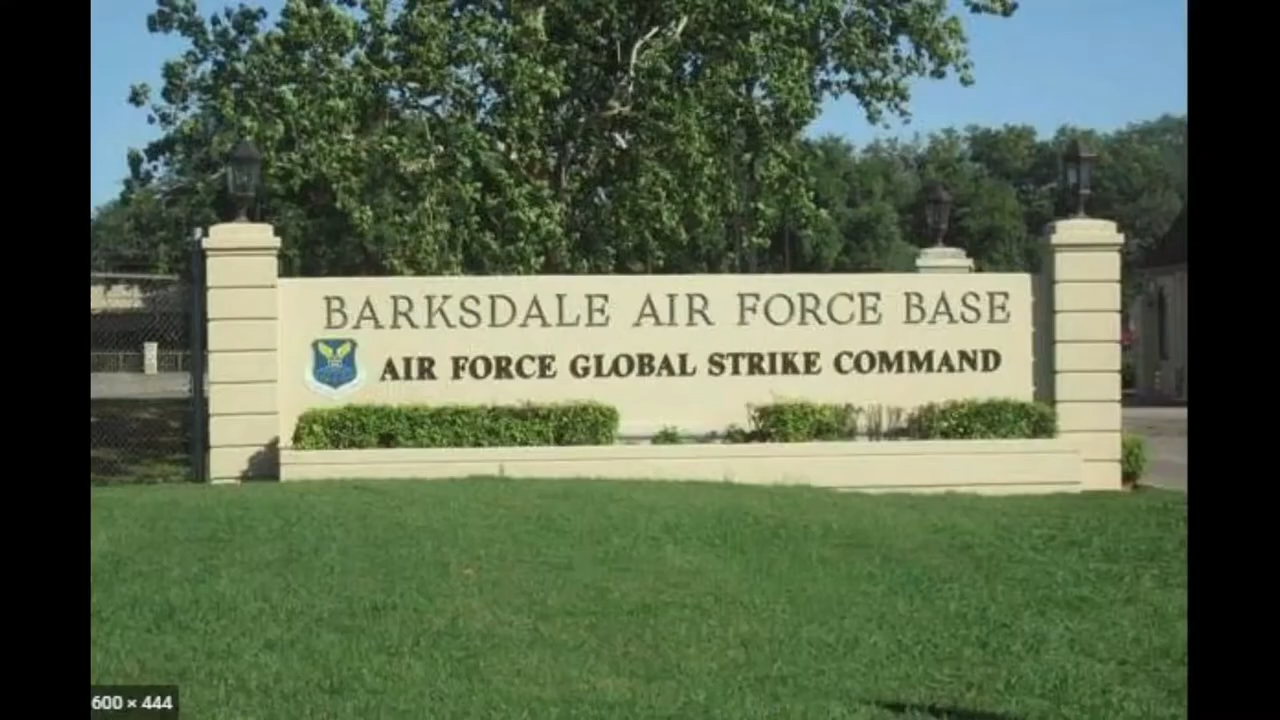 BARKSDALE AIR FORCE BASE
AIR FORCE GLOBAL STRIKE COMMAND
600 × 444